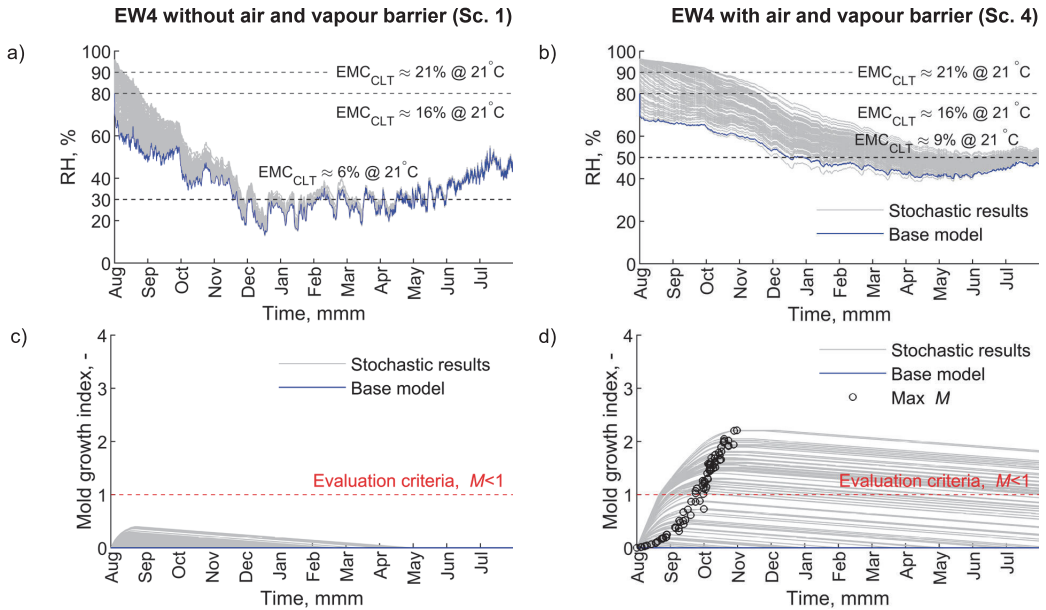 EW4 without air and vapour barrier (Sc. 1)
EW4 with air and vapour barrier (Sc. 4)
a)
RH, %
100
90
80
60
50
40
30
20
0
EMC_CLT ≈ 21% @ 21°C
EMC_CLT ≈ 16% @ 21°C
EMC_CLT ≈ 6% @ 21°C
Aug
Sep
Oct
Nov
Dec
Jan
Feb
Mar
Apr
May
Jun
Jul
Time, mmm
b)
RH, %
100
90
80
60
50
40
20
0
EMC_CLT ≈ 21% @ 21°C
EMC_CLT ≈ 16% @ 21°C
EMC_CLT ≈ 9% @ 21°C
Stochastic results
Base model
Aug
Sep
Oct
Nov
Dec
Jan
Feb
Mar
Apr
May
Jun
Jul
Time, mmm
c)
Mold growth index, -
4
3
2
1
0
Stochastic results
Base model
Evaluation criteria, M<1
Aug
Sep
Oct
Nov
Dec
Jan
Feb
Mar
Apr
May
Jun
Jul
Time, mmm
d)
Mold growth index, -
4
3
2
1
0
Stochastic results
Base model
Max M
Evaluation criteria, M<1
Aug
Sep
Oct
Nov
Dec
Jan
Feb
Mar
Apr
May
Jun
Jul
Time, mmm